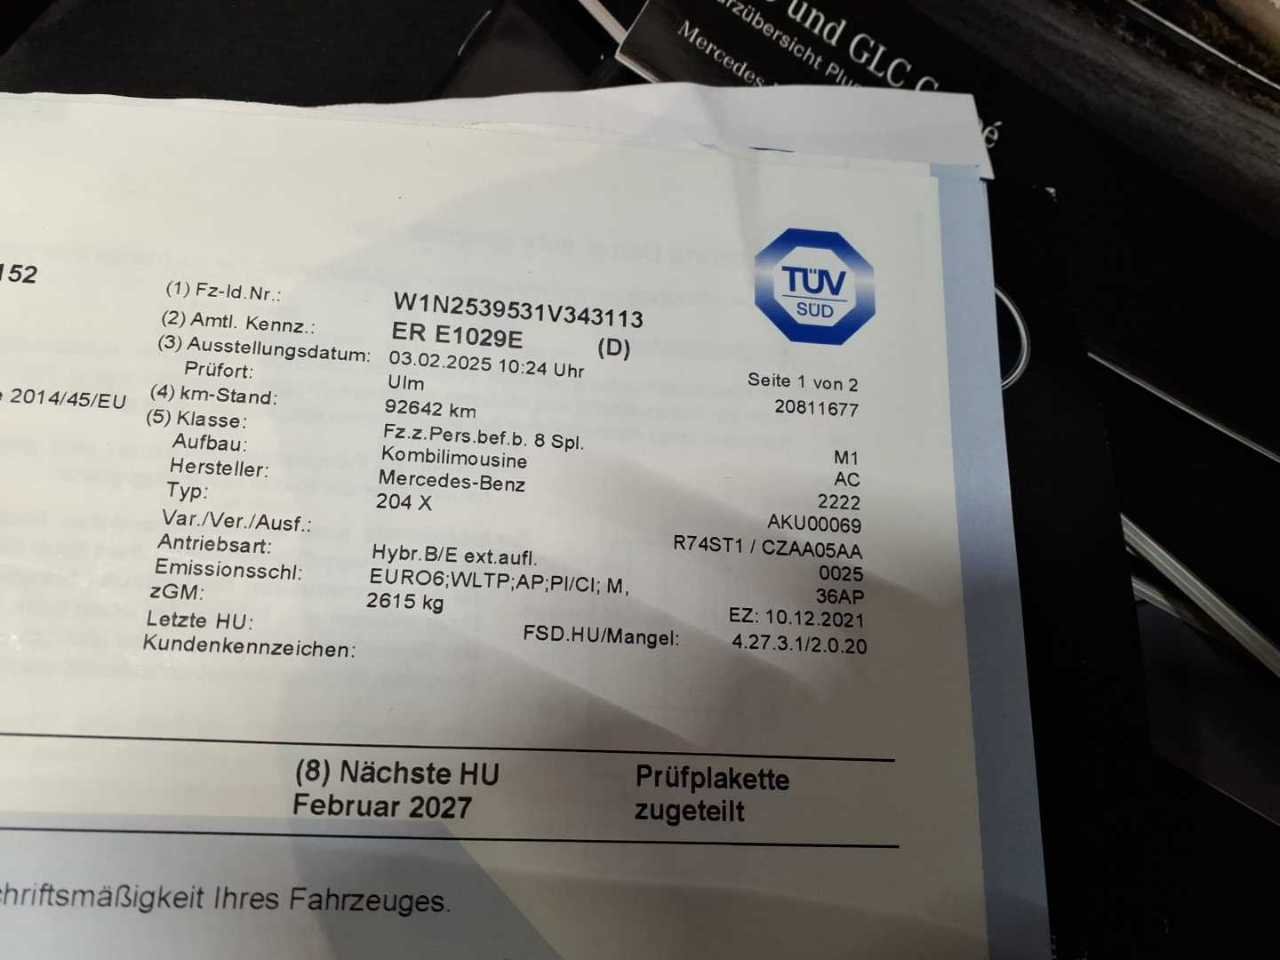 und GLC C
zübersicht Plu
Mercedes-
é
TÜV
SÜD
152
(1) Fz-Id.Nr.: W1N2539531V343113
(2) Amtl. Kennz.: ER E1029E (D)
(3) Ausstellungsdatum: 03.02.2025 10:24 Uhr Seite 1 von 2
Prüfort: Ulm 20811677
2014/45/EU
(4) km-Stand: 92642 km
(5) Klasse: Fz.z.Pers.bef.b. 8 Spl. M1
Aufbau: Kombilimousine AC
Hersteller: Mercedes-Benz 2222
Typ: 204 X AKU00069
Var./Ver./Ausf.: R74ST1 / CZAA05AA
Antriebsart: Hybr.B/E ext.aufl. 0025
Emissionsschl: EURO6;WLTP;AP;PI/CI; M, 36AP
zGM: 2615 kg EZ: 10.12.2021
Letzte HU: FSD.HU/Mangel: 4.27.3.1/2.0.20
Kundenkennzeichen:
(8) Nächste HU Prüfplakette
Februar 2027 zugeteilt
chriftsmäßigkeit Ihres Fahrzeuges.